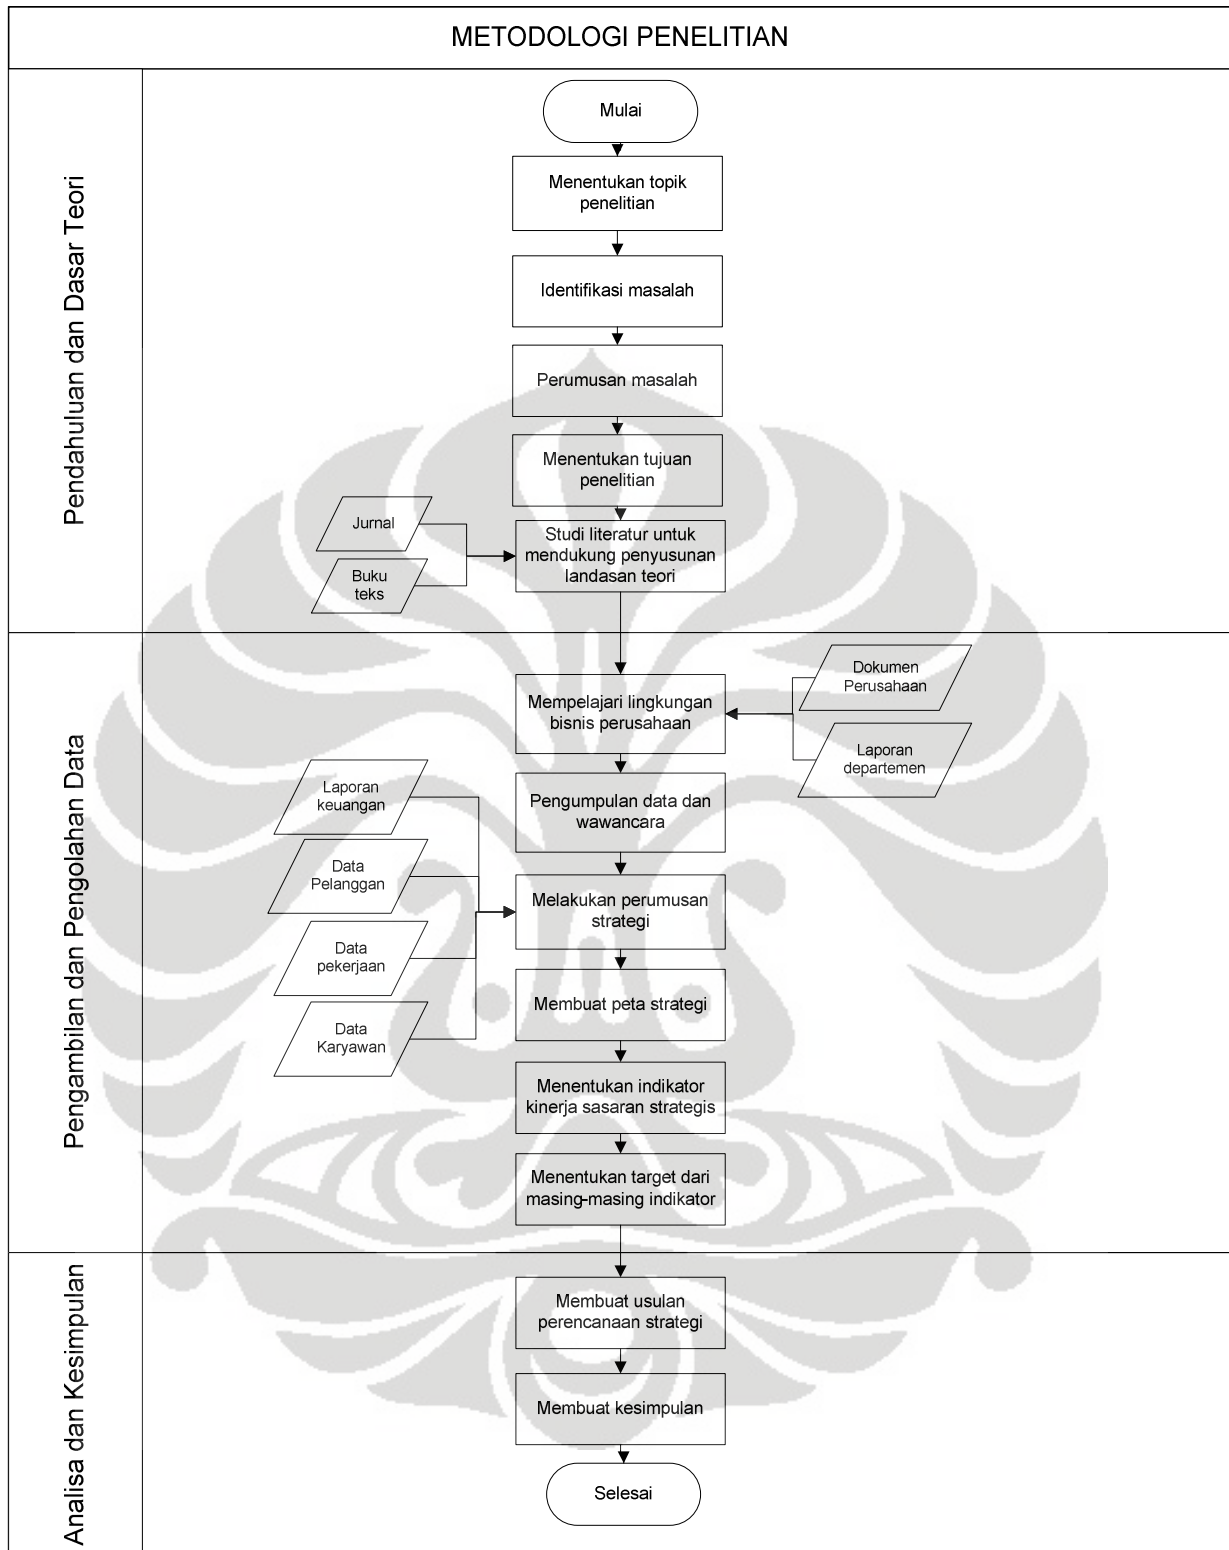 METODOLOGI PENELITIAN
Pendahuluan dan Dasar Teori
Mulai
Menentukan topik
penelitian
Identifikasi masalah
Perumusan masalah
Menentukan tujuan
penelitian
Jurnal
Buku
teks
Studi literatur untuk
mendukung penyusunan
landasan teori
Pengambilan dan Pengolahan Data
Mempelajari lingkungan
bisnis perusahaan
Dokumen
Perusahaan
Laporan
departemen
Pengumpulan data dan
wawancara
Laporan
keuangan
Data
Pelanggan
Data
pekerjaan
Data
Karyawan
Melakukan perumusan
strategi
Membuat peta strategi
Menentukan indikator
kinerja sasaran strategis
Menentukan target dari
masing-masing indikator
Analisa dan Kesimpulan
Membuat usulan
perencanaan strategi
Membuat kesimpulan
Selesai